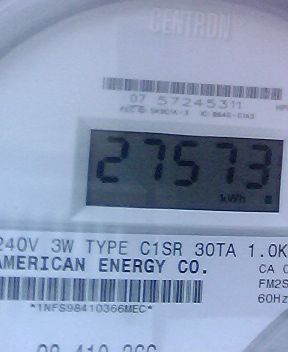 CENTRON®
07 57245311
27573
kWh
240V 3W TYPE C1SR 30TA 1.0K
AMERICAN ENERGY CO.
CA 0
FM2S
60Hz
*1NFS98410366MEC*